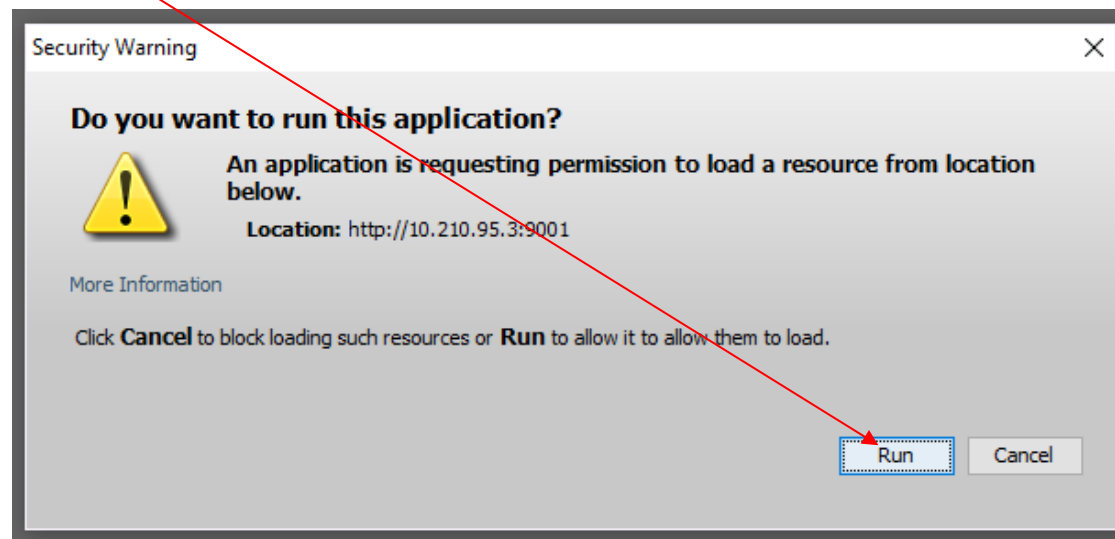 Security Warning
Do you want to run this application?
An application is requesting permission to load a resource from location
below.
Location: http://10.210.95.3:9001
More Information
Click Cancel to block loading such resources or Run to allow it to allow them to load.
Run Cancel